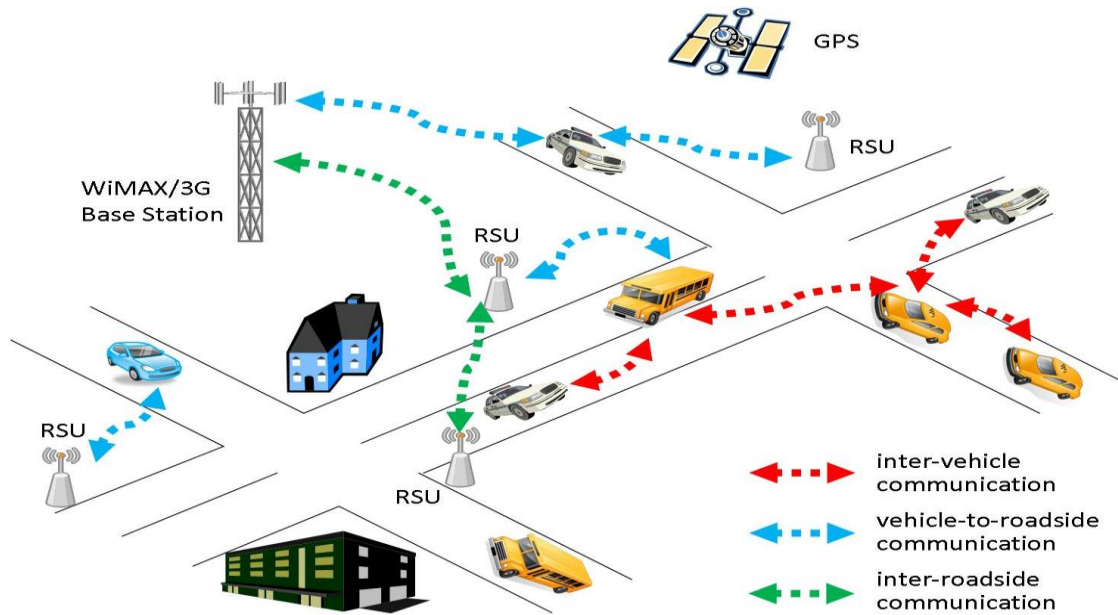 GPS
RSU
WiMAX/3G
Base Station
RSU
RSU
RSU
inter-vehicle
communication
vehicle-to-roadside
communication
inter-roadside
communication